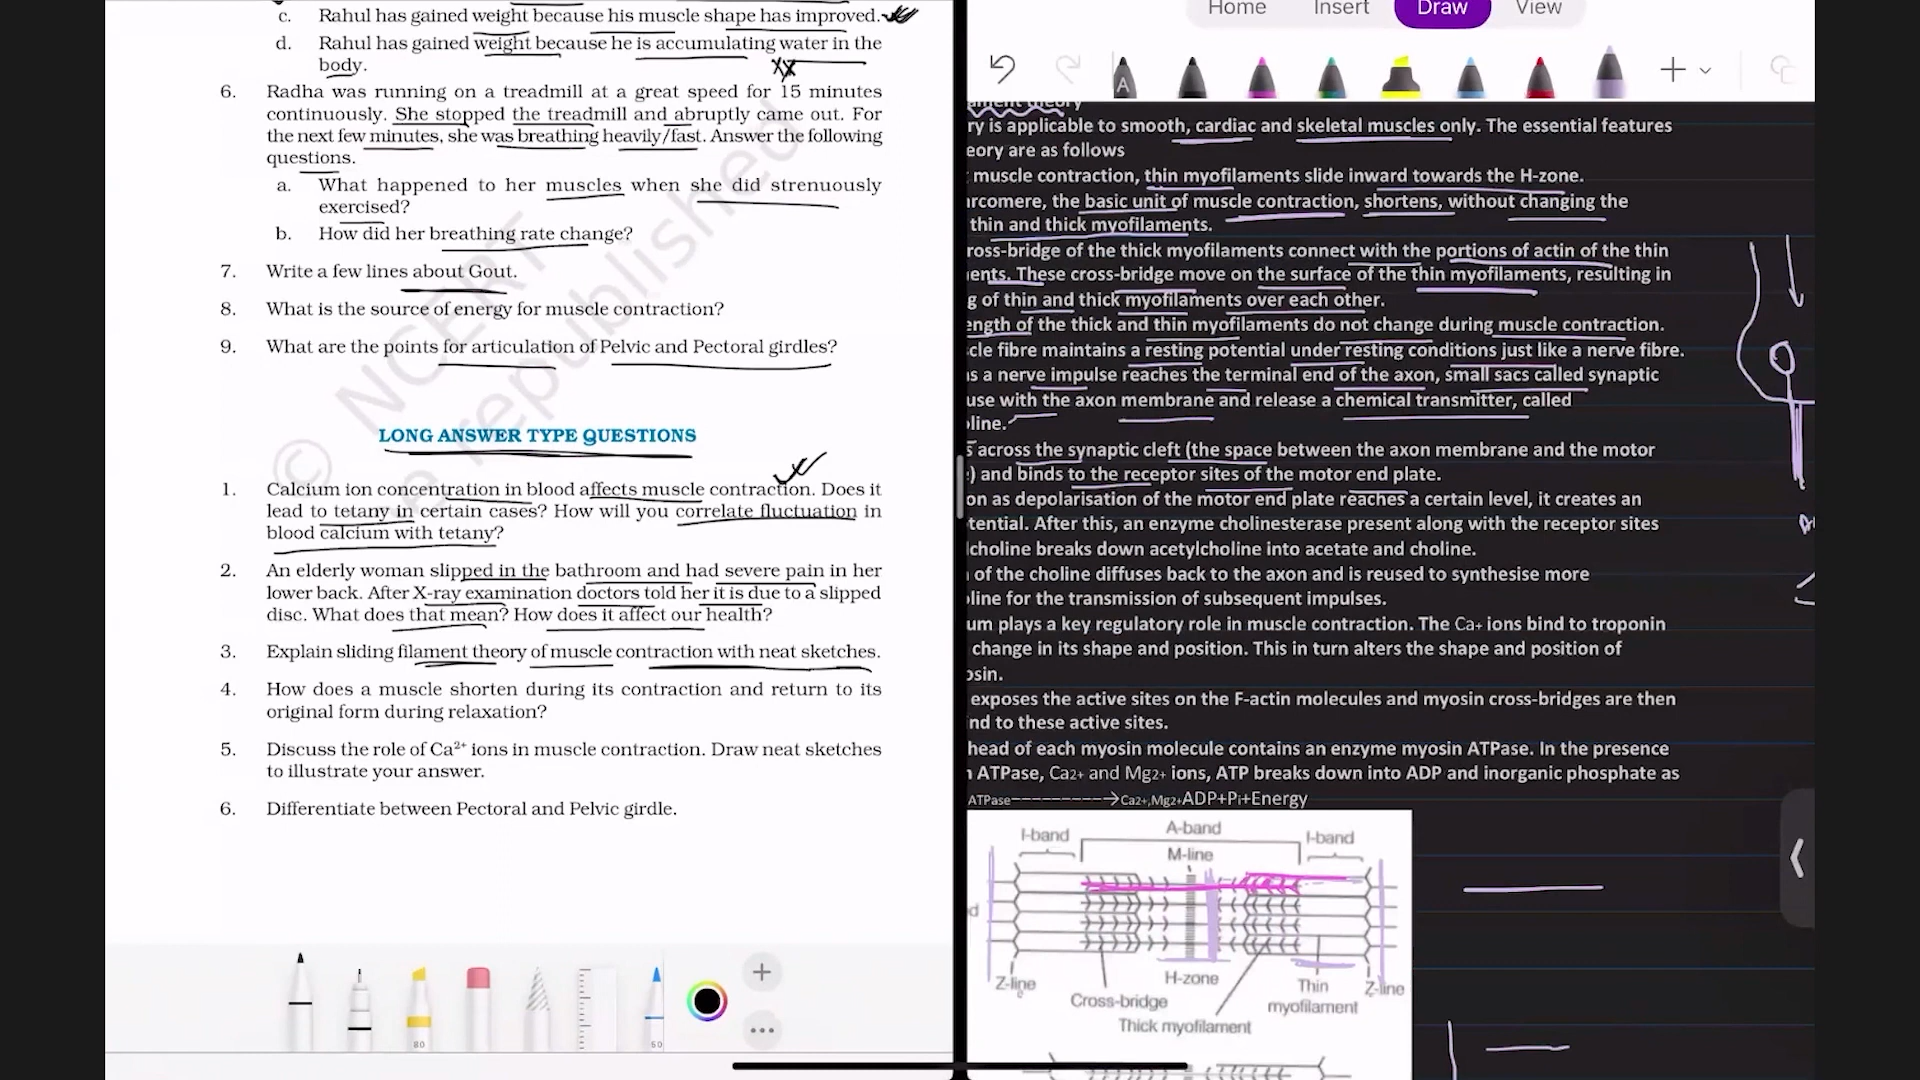 c. Rahul has gained weight because his muscle shape has improved.
d. Rahul has gained weight because he is accumulating water in the
body.
6. Radha was running on a treadmill at a great speed for 15 minutes
continuously. She stopped the treadmill and abruptly came out. For
the next few minutes, she was breathing heavily/fast. Answer the following
questions.
a. What happened to her muscles when she did strenuously
exercised?
b. How did her breathing rate change?
7. Write a few lines about Gout.
8. What is the source of energy for muscle contraction?
9. What are the points for articulation of Pelvic and Pectoral girdles?
© NCERT
republished
LONG ANSWER TYPE QUESTIONS
1. Calcium ion concentration in blood affects muscle contraction. Does it
lead to tetany in certain cases? How will you correlate fluctuation in
blood calcium with tetany?
2. An elderly woman slipped in the bathroom and had severe pain in her
lower back. After X-ray examination doctors told her it is due to a slipped
disc. What does that mean? How does it affect our health?
3. Explain sliding filament theory of muscle contraction with neat sketches.
4. How does a muscle shorten during its contraction and return to its
original form during relaxation?
5. Discuss the role of Ca²⁺ ions in muscle contraction. Draw neat sketches
to illustrate your answer.
6. Differentiate between Pectoral and Pelvic girdle.
80
50
Home Insert Draw View
A
ament theory
ry is applicable to smooth, cardiac and skeletal muscles only. The essential features
eory are as follows
muscle contraction, thin myofilaments slide inward towards the H-zone.
arcomere, the basic unit of muscle contraction, shortens, without changing the
thin and thick myofilaments.
ross-bridge of the thick myofilaments connect with the portions of actin of the thin
ents. These cross-bridge move on the surface of the thin myofilaments, resulting in
g of thin and thick myofilaments over each other.
ength of the thick and thin myofilaments do not change during muscle contraction.
cle fibre maintains a resting potential under resting conditions just like a nerve fibre.
as a nerve impulse reaches the terminal end of the axon, small sacs called synaptic
use with the axon membrane and release a chemical transmitter, called
oline.
s across the synaptic cleft (the space between the axon membrane and the motor
) and binds to the receptor sites of the motor end plate.
on as depolarisation of the motor end plate reaches a certain level, it creates an
tential. After this, an enzyme cholinesterase present along with the receptor sites
lcholine breaks down acetylcholine into acetate and choline.
of the choline diffuses back to the axon and is reused to synthesise more
oline for the transmission of subsequent impulses.
um plays a key regulatory role in muscle contraction. The Ca+ ions bind to troponin
change in its shape and position. This in turn alters the shape and position of
osin.
exposes the active sites on the F-actin molecules and myosin cross-bridges are then
nd to these active sites.
head of each myosin molecule contains an enzyme myosin ATPase. In the presence
ATPase, Ca2+ and Mg2+ ions, ATP breaks down into ADP and inorganic phosphate as
ATPase----------→Ca2+,Mg2+ADP+Pi+Energy
I-band A-band I-band
M-line
d
Z-line H-zone Thin Z-line
Cross-bridge myofilament
Thick myofilament